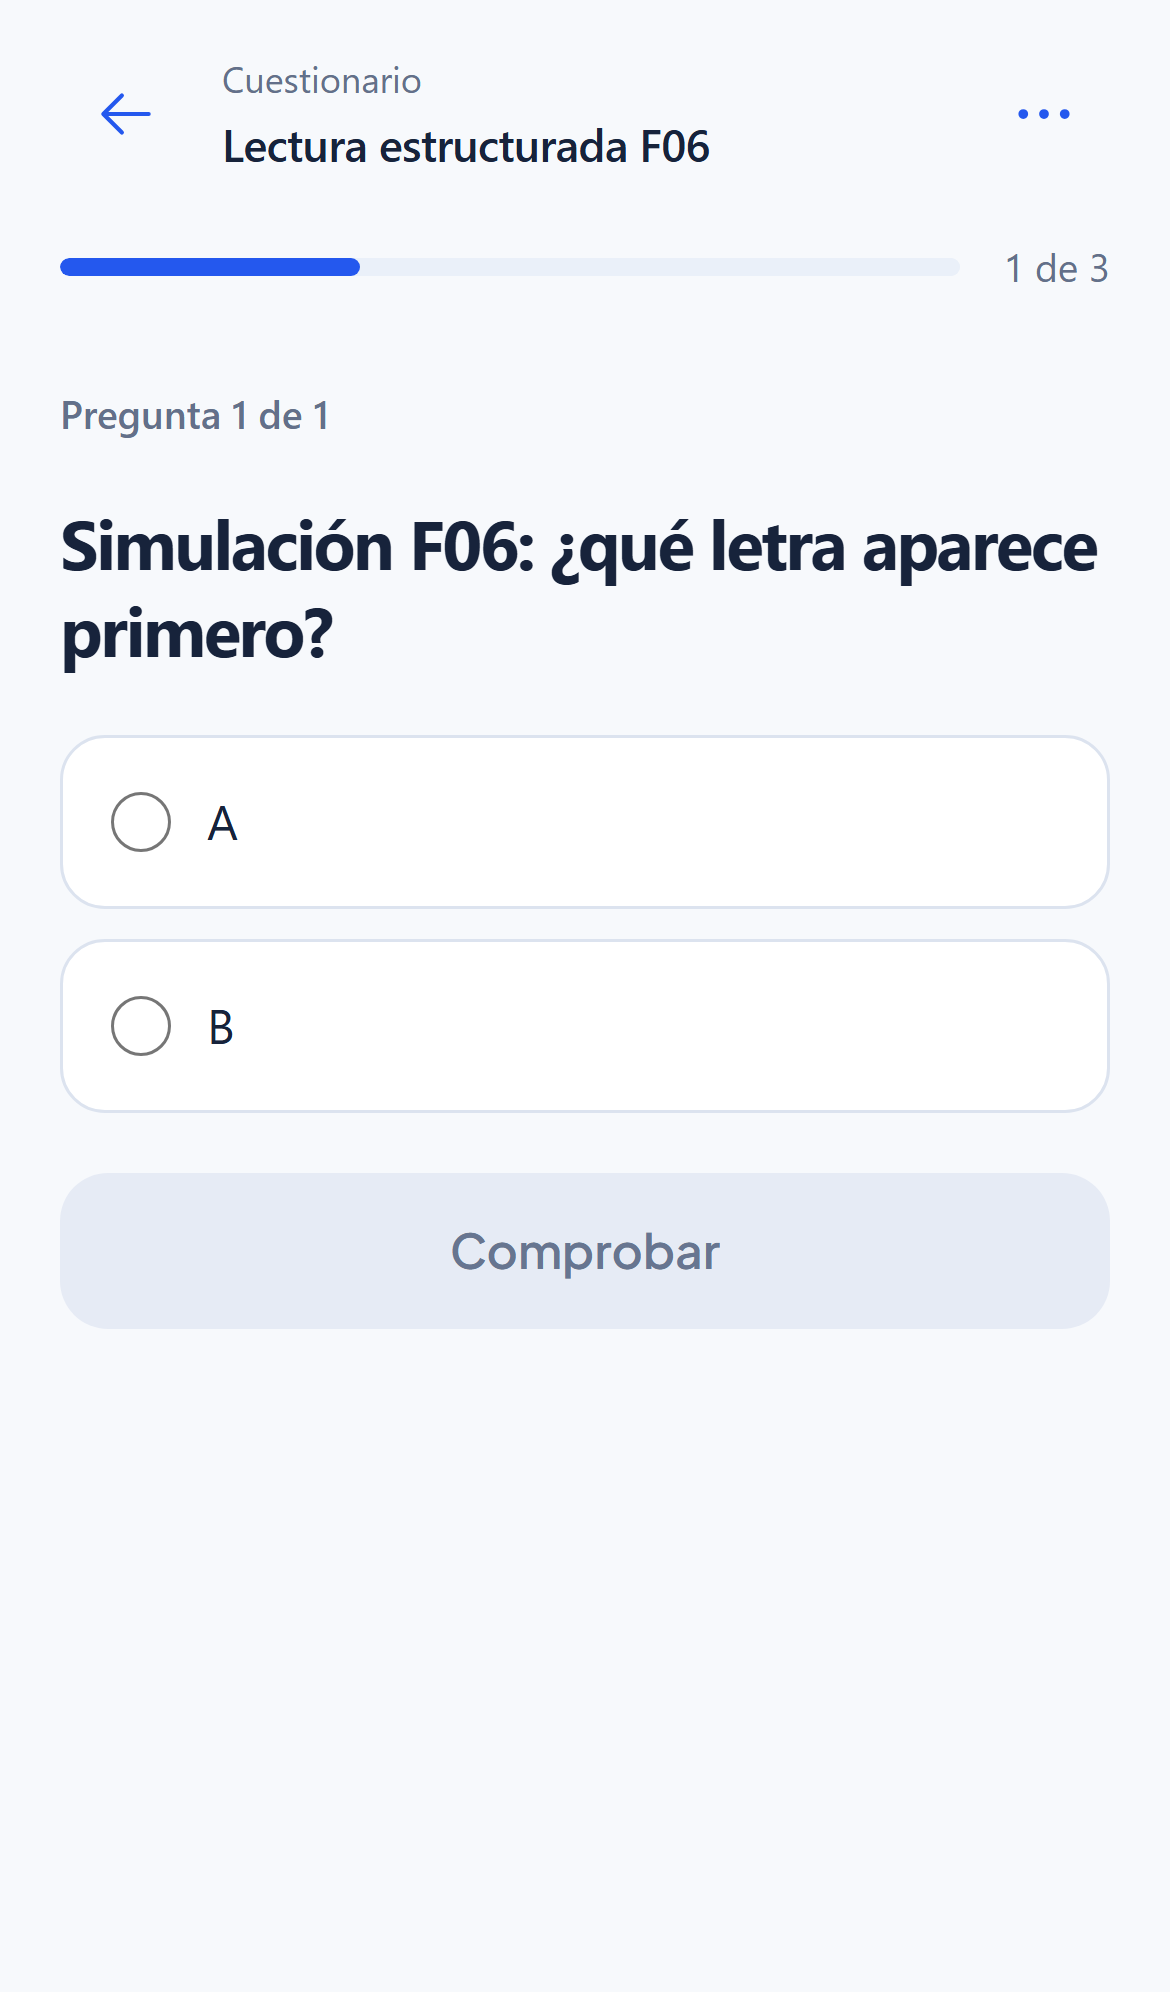 Cuestionario
Lectura estructurada F06
1 de 3
Pregunta 1 de 1
Simulación F06: ¿qué letra aparece
primero?
A
B
Comprobar